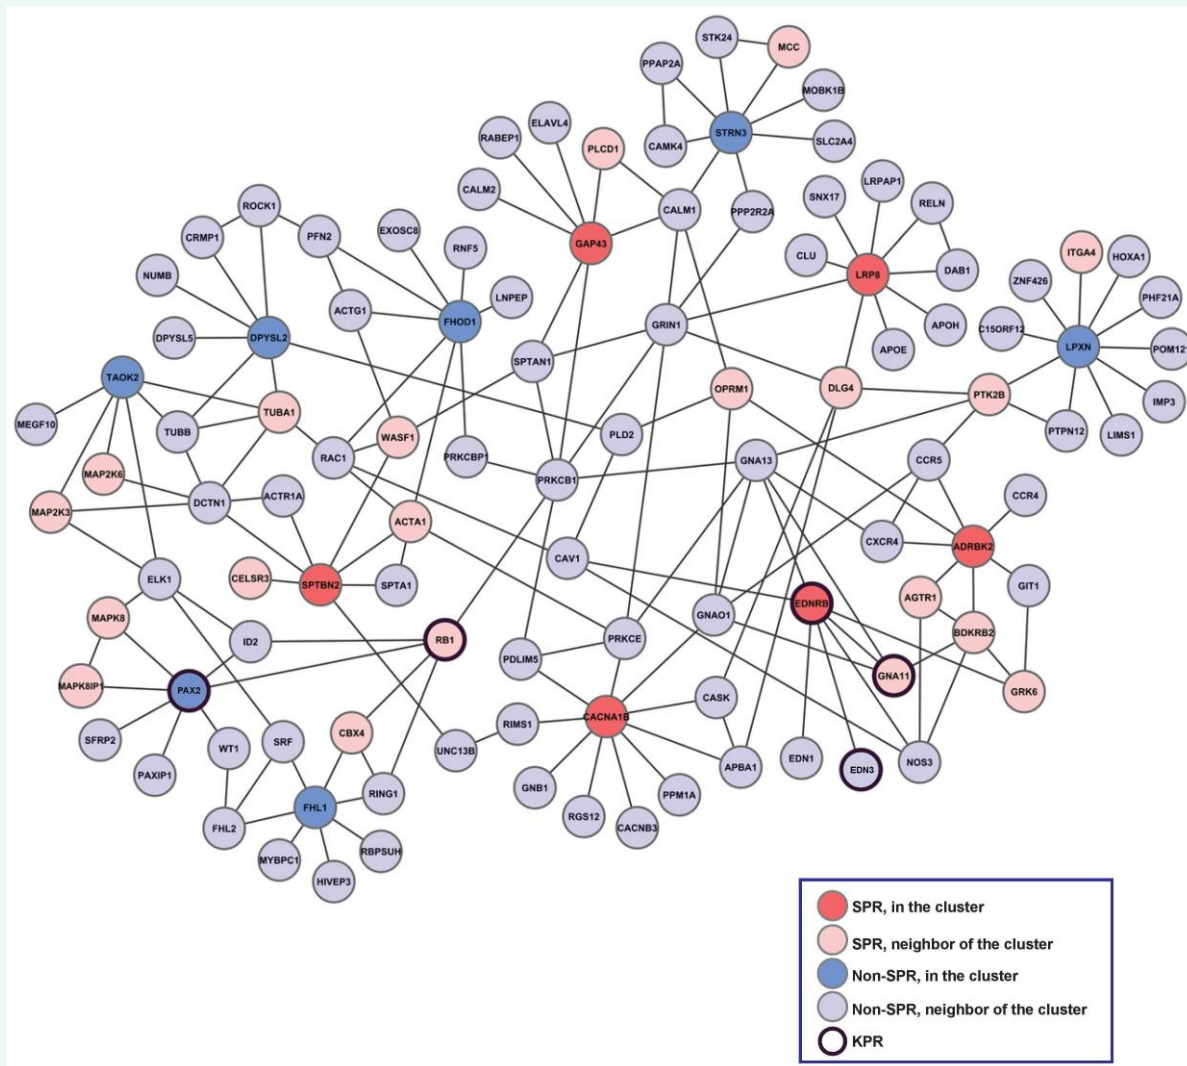 STK24
MCC
PPAP2A
MOBK1B
ELAVL4
RABEP1
STRN3
SLC2A4
PLCD1
CAMK4
LRPAP1
CALM2
SNX17
RELN
ROCK1
CALM1
PPP2R2A
EXOSC8
CRMP1
PFN2
GAP43
RNF5
ITGA4
HOXA1
CLU
NUMB
LRP8
DAB1
ZNF426
LNPEP
PHF21A
ACTG1
FHOD1
GRIN1
APOH
C15ORF12
DPYSL5
DPYSL2
LPXN
POM121
APOE
SPTAN1
TAOK2
OPRM1
DLG4
PTK2B
IMP3
TUBA1
MEGF10
TUBB
WASF1
PLD2
PTPN12
LIMS1
RAC1
PRKCBP1
GNA13
CCR5
MAP2K6
PRKCB1
ACTR1A
CCR4
DCTN1
MAP2K3
ACTA1
CXCR4
ADRBK2
CAV1
ELK1
CELSR3
SPTBN2
SPTA1
GIT1
AGTR1
EDNRB
GNAO1
MAPK8
ID2
RB1
PRKCE
BDKRB2
PDLIM5
GNA11
MAPK8IP1
PAX2
GRK6
CASK
CACNA1B
RIMS1
SFRP2
WT1
SRF
CBX4
UNC13B
EDN1
NOS3
PAXIP1
APBA1
EDN3
GNB1
RING1
PPM1A
FHL1
RGS12
CACNB3
FHL2
RBPSUH
MYBPC1
HIVEP3
SPR, in the cluster
SPR, neighbor of the cluster
Non-SPR, in the cluster
Non-SPR, neighbor of the cluster
KPR